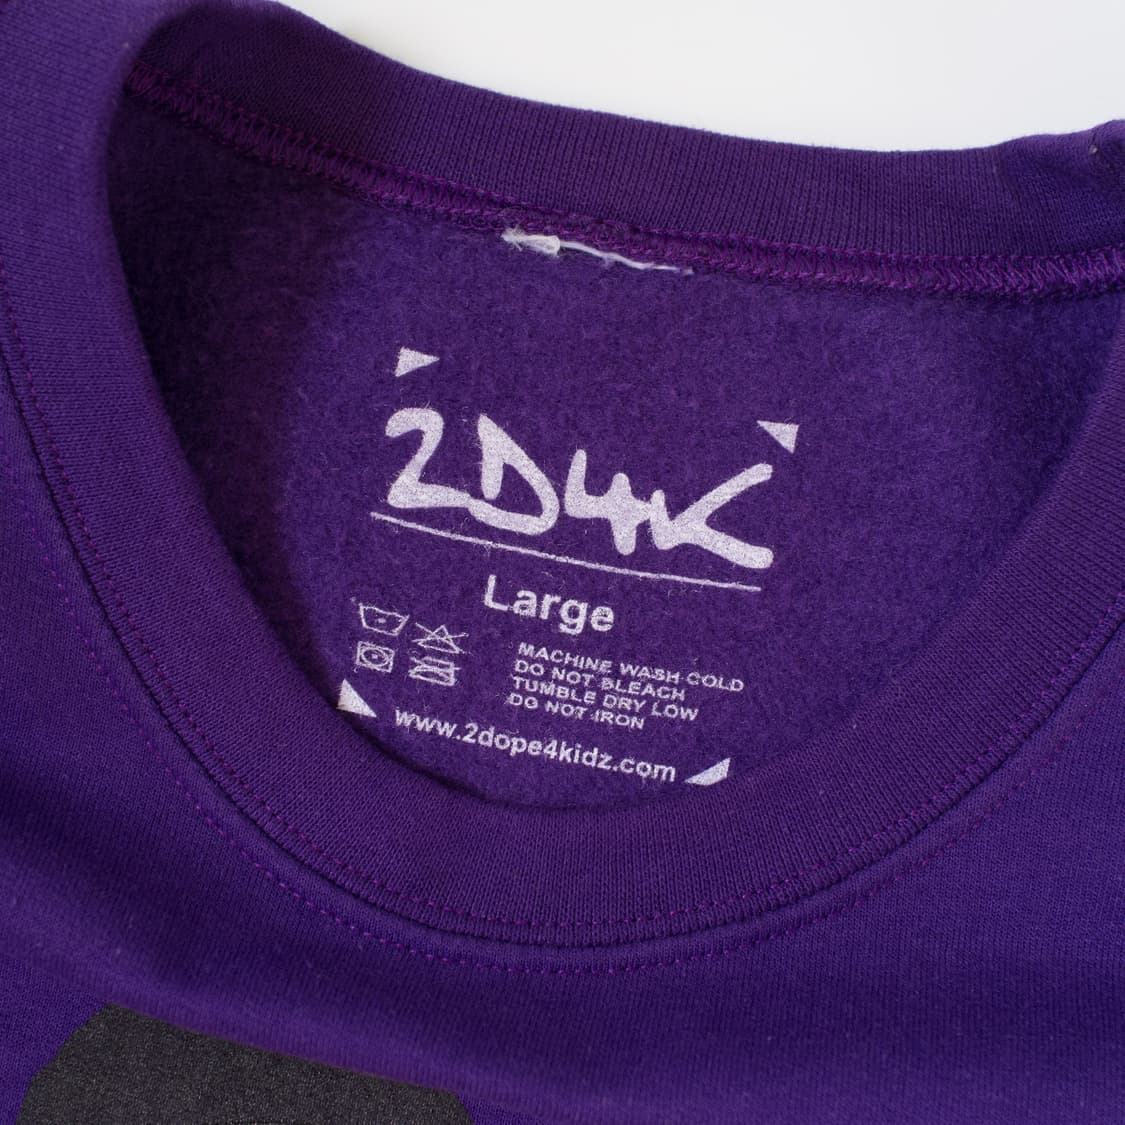 2D4K
Large
MACHINE WASH COLD
DO NOT BLEACH
TUMBLE DRY LOW
DO NOT IRON
www.2dope4kidz.com